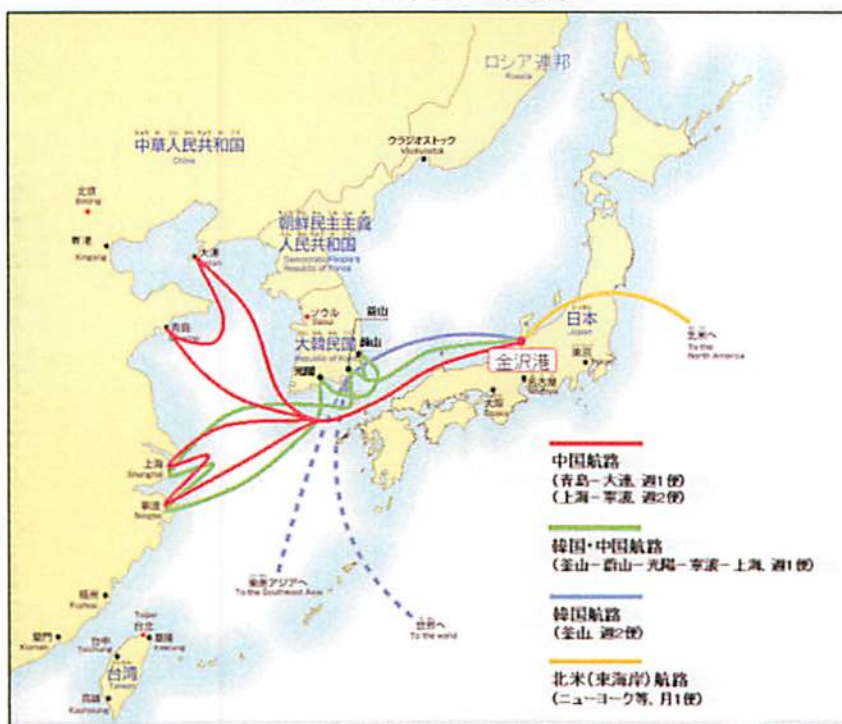 ロシア連邦
Russia
中華人民共和国
China
ウラジオストック
Vladivostock
北京
Beijing
朝鮮民主主義
人民共和国
Democratic People's
Republic of Korea
Xingang
大連
Dalian
青島
ソウル
Seoul
釜山
大韓民国
Republic of Korea
蔚山
光陽
日本
Japan
金沢港
東京
名古屋
Nagoya
大阪
Osaka
北米へ
To the
North America
上海
Shanghai
寧波
Ningbo
東南アジアへ
To the Southeast Asia
世界へ
To the world
福州
Fuzhou
厦門
Xiamen
Taipei
台北
基隆
Keelung
台中
Taichung
台湾
Taiwan
高雄
Kaohsiung
中国航路
(青島-大連、週1便)
(上海-寧波、週2便)
韓国・中国航路
(釜山-蔚山-光陽-寧波-上海、週1便)
韓国航路
(釜山、週2便)
北米(東海岸)航路
(ニューヨーク等、月1便)